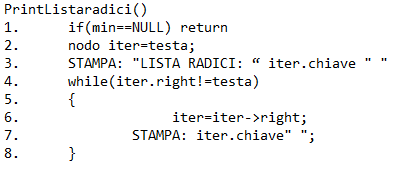 PrintListaradici()
1. if(min==NULL) return
2. nodo iter=testa;
3. STAMPA: "LISTA RADICI: “ iter.chiave " "
4. while(iter.right!=testa)
5. {
6. iter=iter->right;
7. STAMPA: iter.chiave" ";
8. }